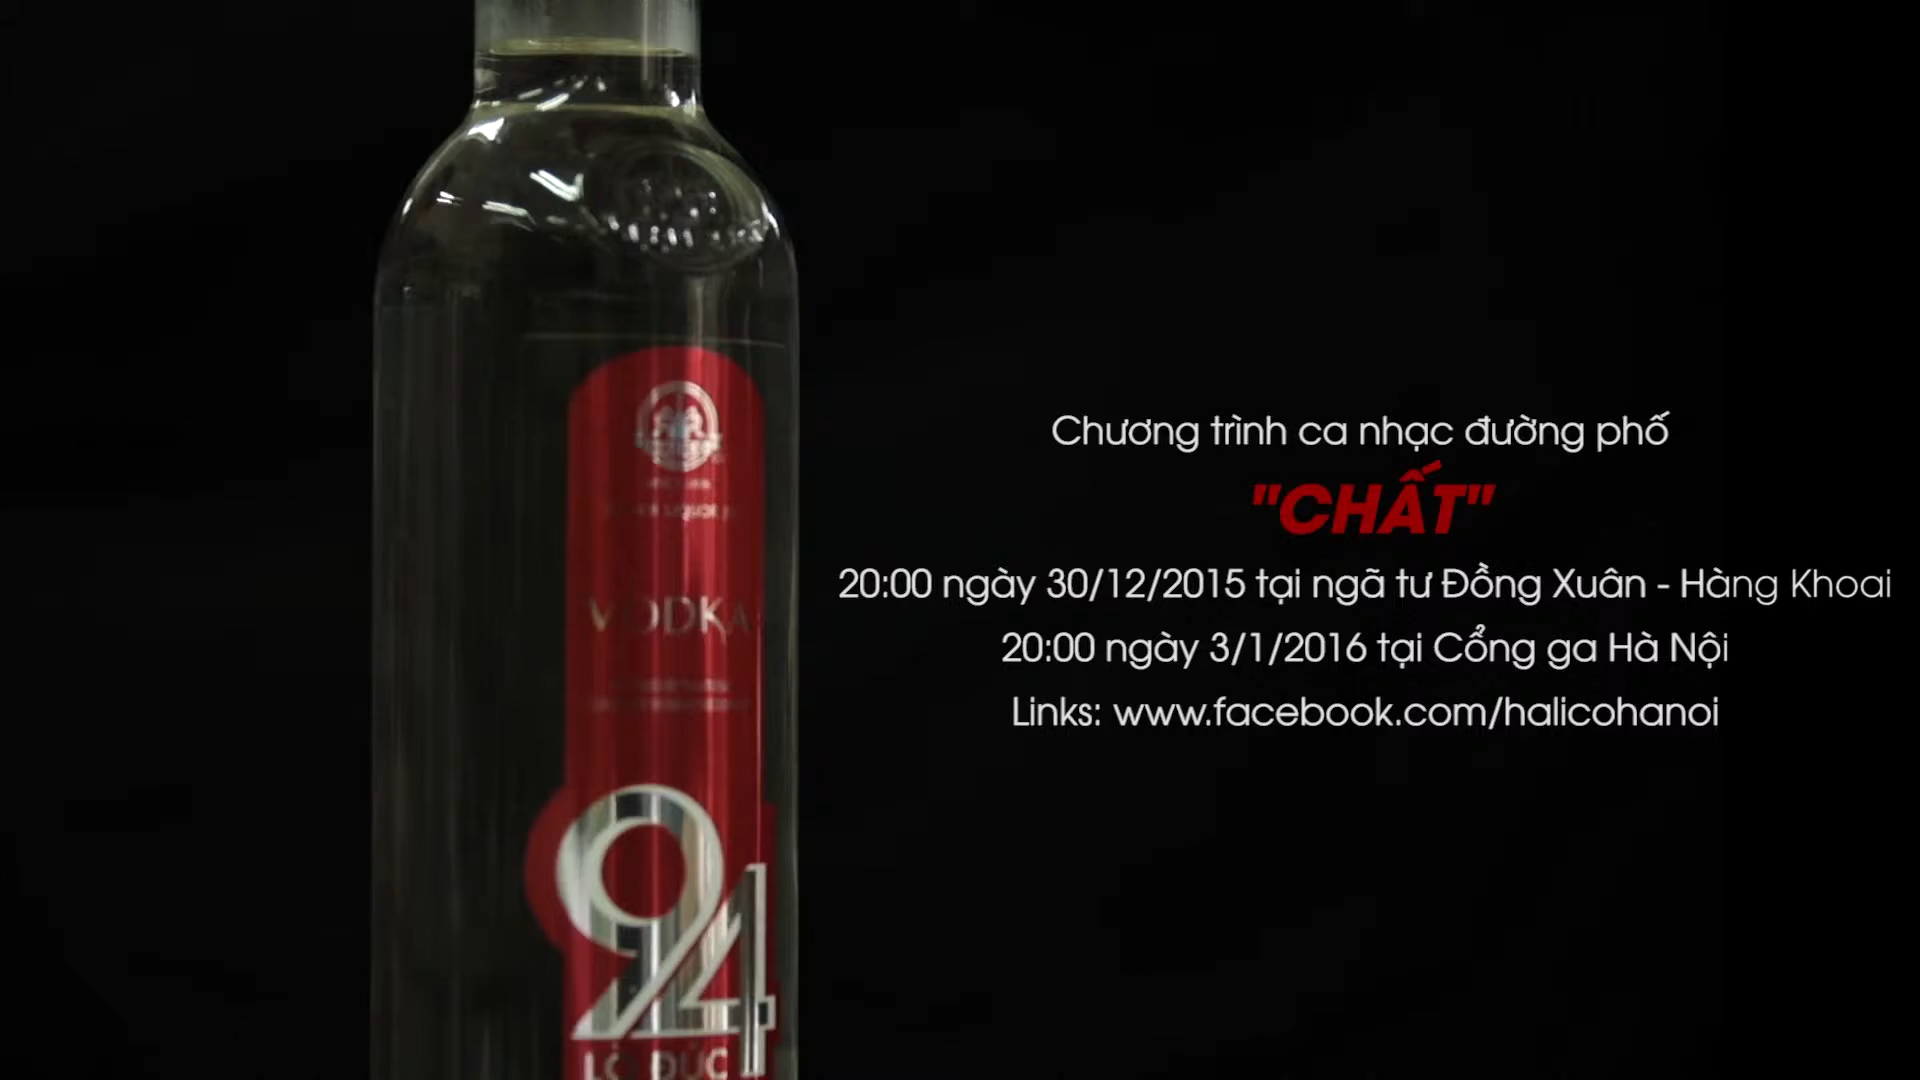 VODKA
94
LÒ ĐÚC
Chương trình ca nhạc đường phố
"CHẤT"
20:00 ngày 30/12/2015 tại ngã tư Đồng Xuân - Hàng Khoai
20:00 ngày 3/1/2016 tại Cổng ga Hà Nội
Links: www.facebook.com/halicohanoi